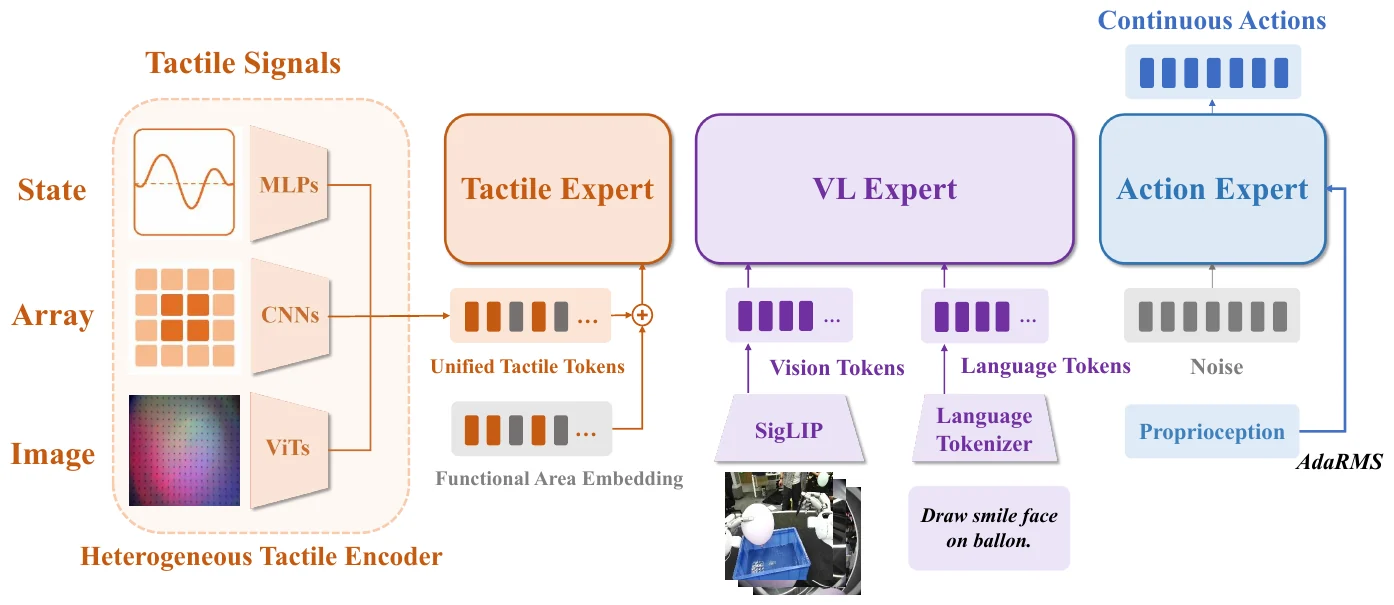 Continuous Actions
Tactile Signals
State
MLPs
Tactile Expert
VL Expert
Action Expert
Array
CNNs
...
...
...
Unified Tactile Tokens
Vision Tokens
Language Tokens
Noise
Image
ViTs
...
Functional Area Embedding
SigLIP
Language
Tokenizer
Proprioception
AdaRMS
Heterogeneous Tactile Encoder
Draw smile face
on ballon.